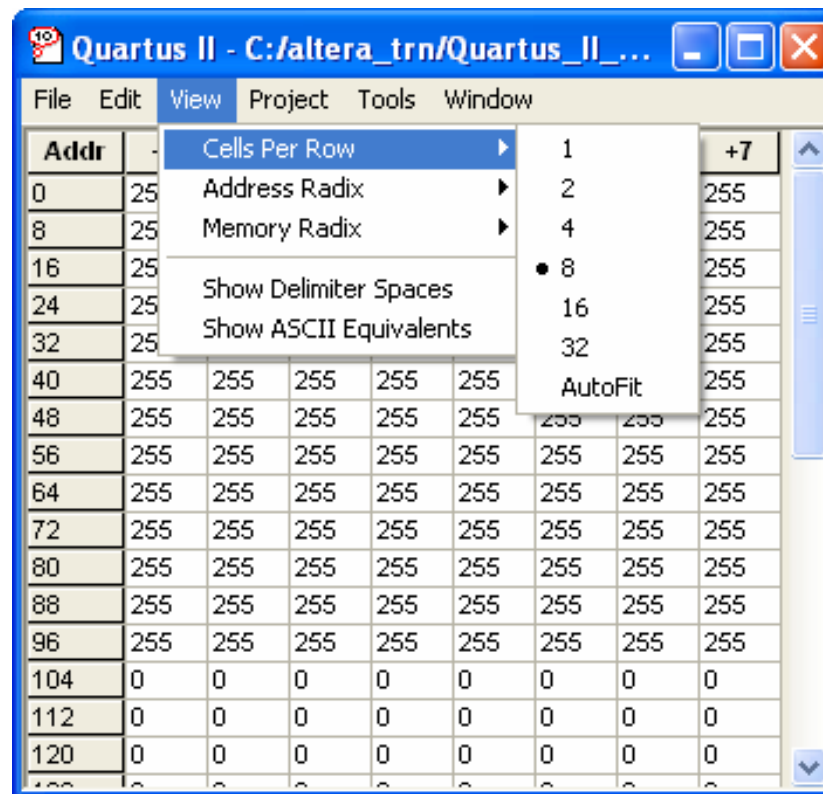 Quartus II - C:/altera_trn/Quartus_II_...
File Edit View Project Tools Window
Addr +7
Cells Per Row
Address Radix
Memory Radix
Show Delimiter Spaces
Show ASCII Equivalents
1
2
4
8
16
32
AutoFit
0 25 255
8 25 255
16 25 255
24 25 255
32 25 255
40 255 255 255 255 255 255
48 255 255 255 255 255 255 255 255
56 255 255 255 255 255 255 255 255
64 255 255 255 255 255 255 255 255
72 255 255 255 255 255 255 255 255
80 255 255 255 255 255 255 255 255
88 255 255 255 255 255 255 255 255
96 255 255 255 255 255 255 255 255
104 0 0 0 0 0 0 0 0
112 0 0 0 0 0 0 0 0
120 0 0 0 0 0 0 0 0